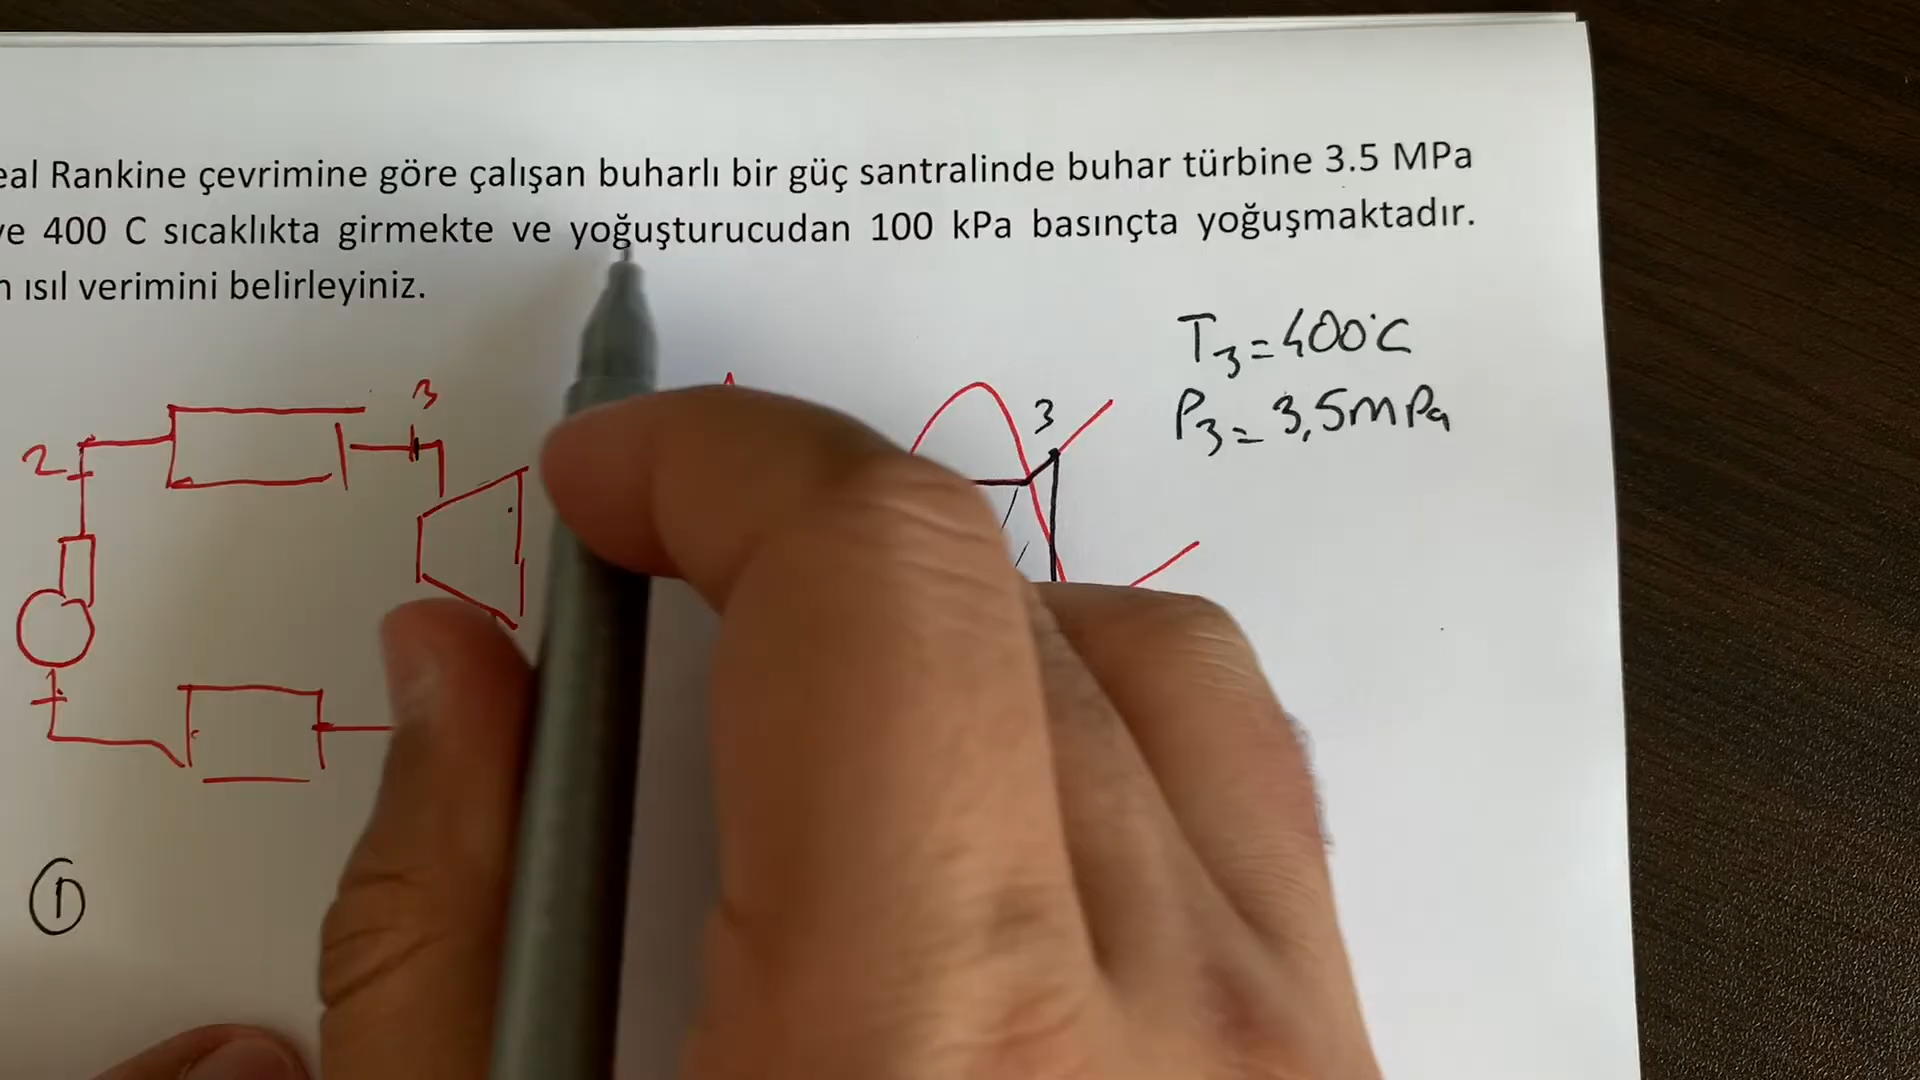 eal Rankine çevrimine göre çalışan buharlı bir güç santralinde buhar türbine 3.5 MPa
ve 400 C sıcaklıkta girmekte ve yoğuşturucudan 100 kPa basınçta yoğuşmaktadır.
n ısıl verimini belirleyiniz.
T3=400°C
P3=3,5MPa
3
3
2
1
1